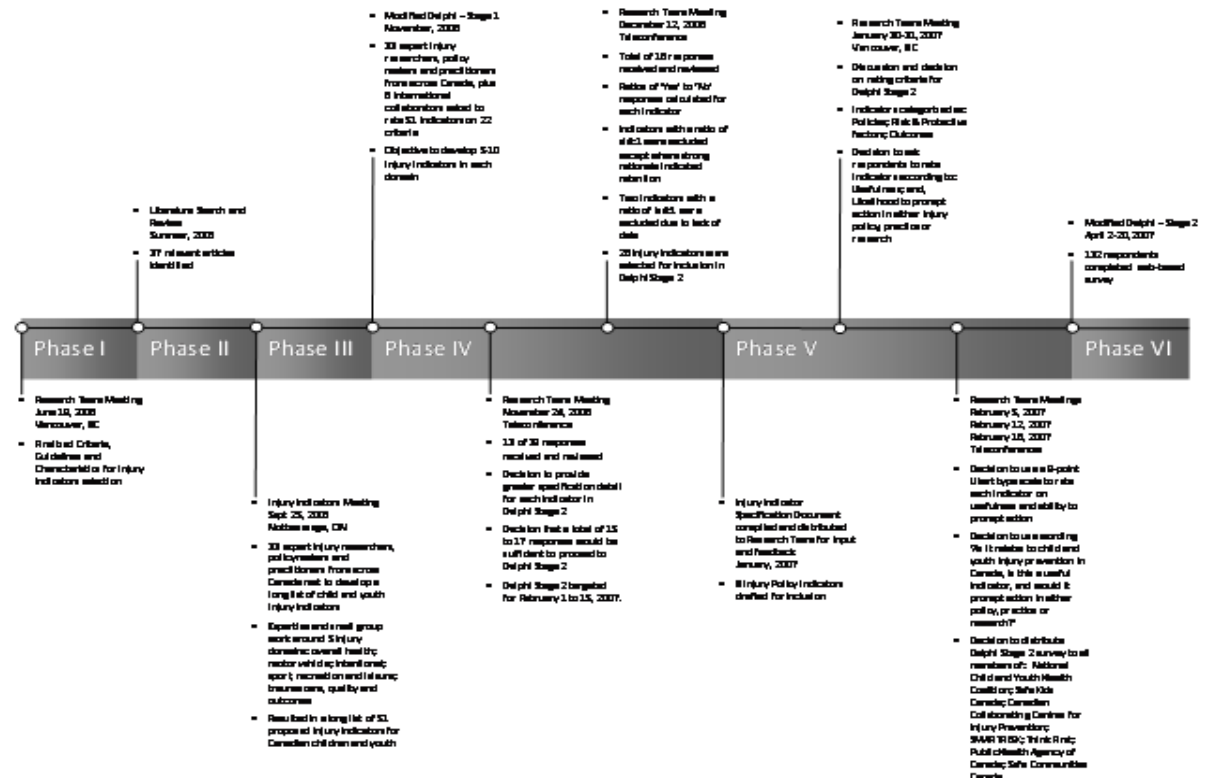 Modified Delphi – Stage 1
November, 2006
33 expert injury
researchers, policy
makers and practitioners
from across Canada, plus
6 international
collaborators asked to
rate 51 indicators on 22
criteria
Objective to develop 5-10
injury indicators in each
domain
Research Team Meeting
December 12, 2006
Teleconference
Total of 16 responses
received and reviewed
Ratios of 'Yes' to 'No'
responses calculated for
each indicator
Indicators with a ratio of
were excluded
except where strong
rationale indicated
retention
Two indicators with a
ratio of were
excluded due to lack of
data
injury indicators were
selected for inclusion in
Delphi Stage 2
Research Team Meeting
January 30-31, 2007
Vancouver, BC
Discussion and decision
on rating criteria for
Delphi Stage 2
Indicators categorized as:
Policies; Risk & Protective
Factors; Outcomes
Decision to ask
respondents to rate
indicators according to:
Usefulness; and,
Likelihood to prompt
action in either injury
policy, practice or
research
Literature Search and
Review
Summer, 2006
37 relevant articles
identified
Modified Delphi – Stage 2
April 2-20, 2007
132 respondents
completed web-based
survey
Phase I
Phase II
Phase III
Phase IV
Phase V
Phase VI
Research Team Meeting
June 19, 2006
Vancouver, BC
Finalized Criteria,
Guidelines and
Characteristics for Injury
Indicators selection
Injury Indicators Meeting
Sept 25, 2006
ON
33 expert injury researchers,
policymakers and
practitioners from across
Canada met to develop a
long list of child and youth
injury indicators
Expertise and small group
work around 5 injury
domains: overall health;
motor vehicle; intentional;
sport, recreation and leisure;
trauma care, quality and
outcomes
Resulted in a long list of 51
proposed injury indicators for
Canadian children and youth
Research Team Meeting
November 24, 2006
Teleconference
13 of 39 responses
received and reviewed
Decision to provide
greater specification detail
for each indicator in
Delphi Stage 2
Decision that a total of 15
to 17 responses would be
sufficient to proceed to
Delphi Stage 2
Delphi Stage 2 targeted
for February 1 to 15, 2007.
Injury Indicator
Specification Document
compiled and distributed
to Research Team for input
and feedback
January, 2007
Injury Policy Indicators
drafted for inclusion
Research Team Meetings
February 5, 2007
February 12, 2007
February 16, 2007
Teleconferences
Decision to use a 9-point
Likert type scale to rate
each indicator on
usefulness and ability to
prompt action
Decision to use wording
"As it relates to child and
youth injury prevention in
Canada, is this a useful
indicator, and would it
prompt action in either
policy, practice or
research?"
Decision to distribute
Delphi Stage 2 survey to all
members of: National
Child and Youth Health
Coalition; Safe Kids
Canada; Canadian
Collaborating Centres for
Injury Prevention;
SMARTRISK; Think First;
Public Health Agency of
Canada; Safe Communities
Canada